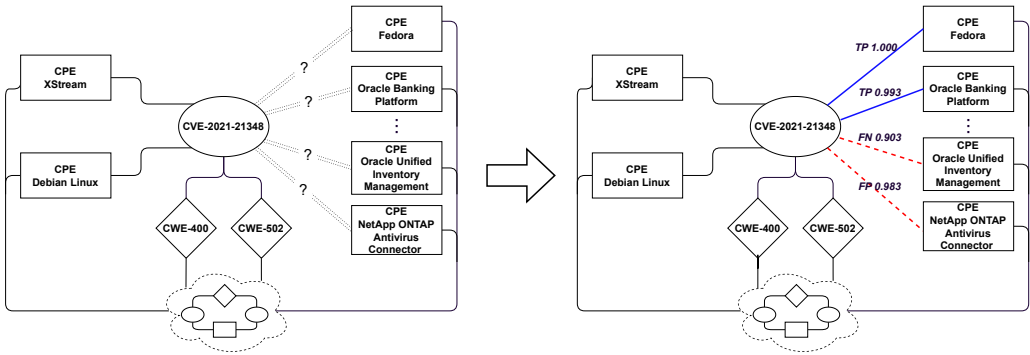 CPE
XStream
CPE
Debian Linux
CVE-2021-21348
?
?
?
?
CPE
Fedora
CPE
Oracle Banking
Platform
CPE
Oracle Unified
Inventory
Management
CPE
NetApp ONTAP
Antivirus
Connector
CWE-400
CWE-502
CPE
XStream
CPE
Debian Linux
CVE-2021-21348
TP 1.000
TP 0.993
FN 0.903
FP 0.983
CPE
Fedora
CPE
Oracle Banking
Platform
CPE
Oracle Unified
Inventory
Management
CPE
NetApp ONTAP
Antivirus
Connector
CWE-400
CWE-502